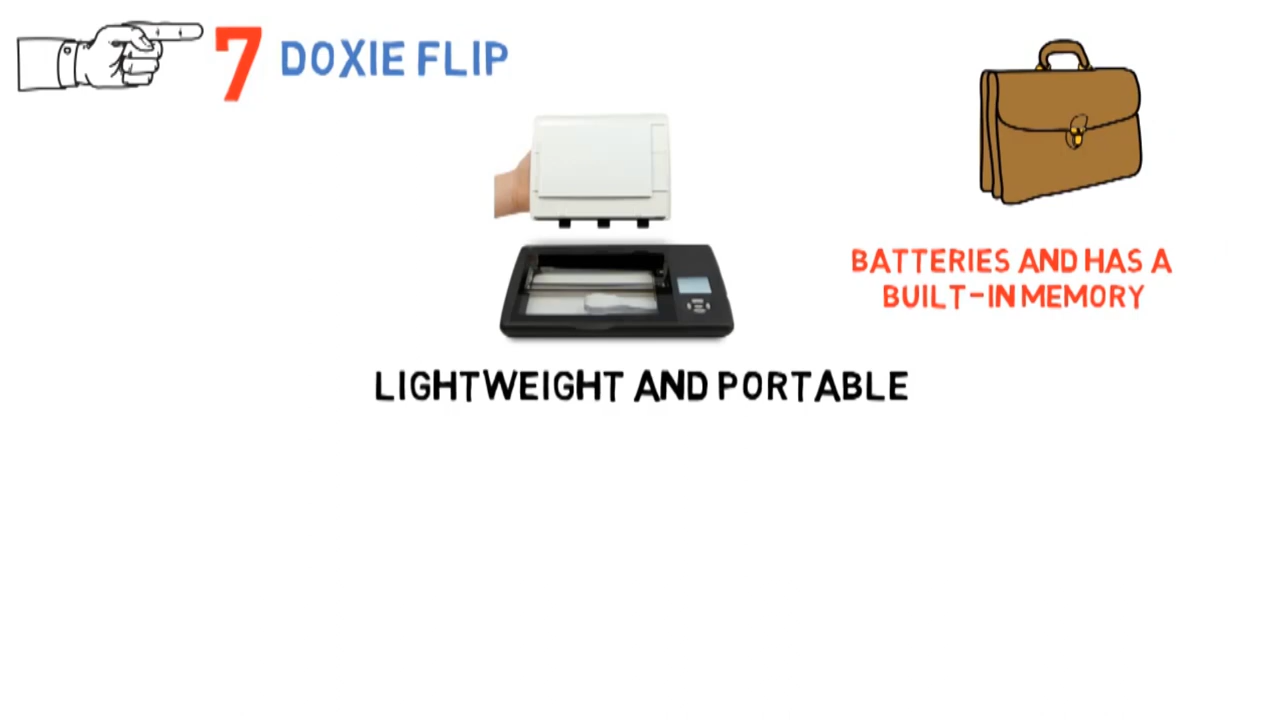 7 DOXIE FLIP
BATTERIES AND HAS A
BUILT-IN MEMORY
LIGHTWEIGHT AND PORTABLE